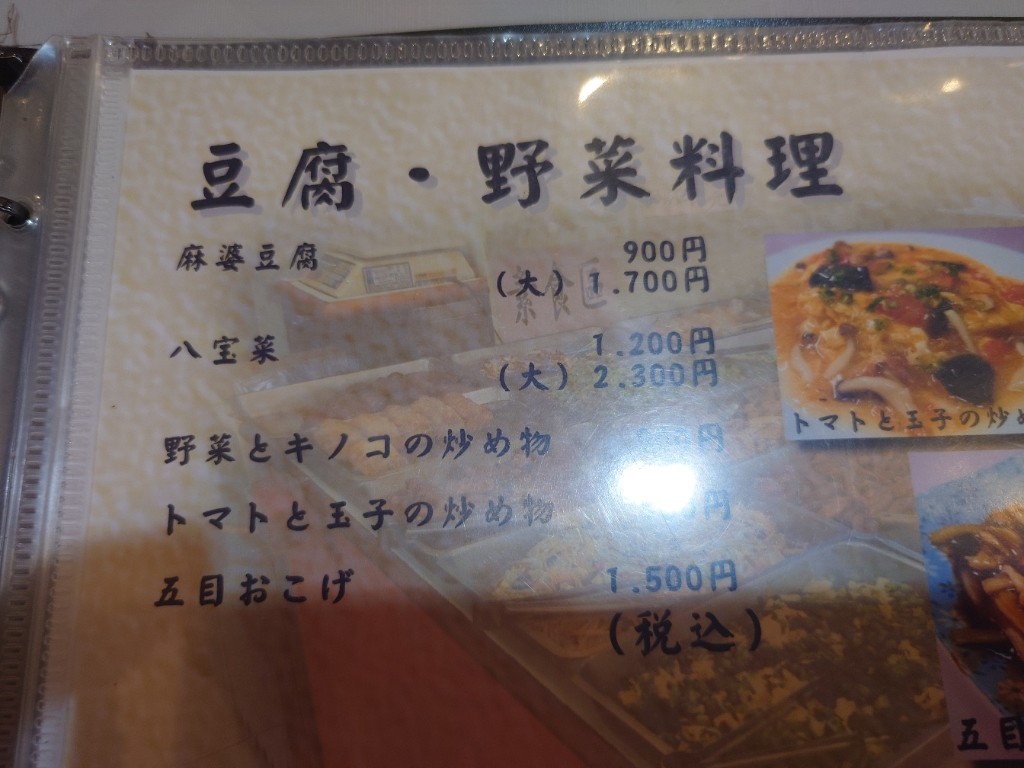 豆腐・野菜料理
麻婆豆腐 900円
(大) 1.700円
八宝菜 1.200円
(大) 2.300円
野菜とキノコの炒め物 円
トマトと玉子の炒め物 円
五目おこげ 1.500円
(税込)
トマトと玉子の炒め
五目